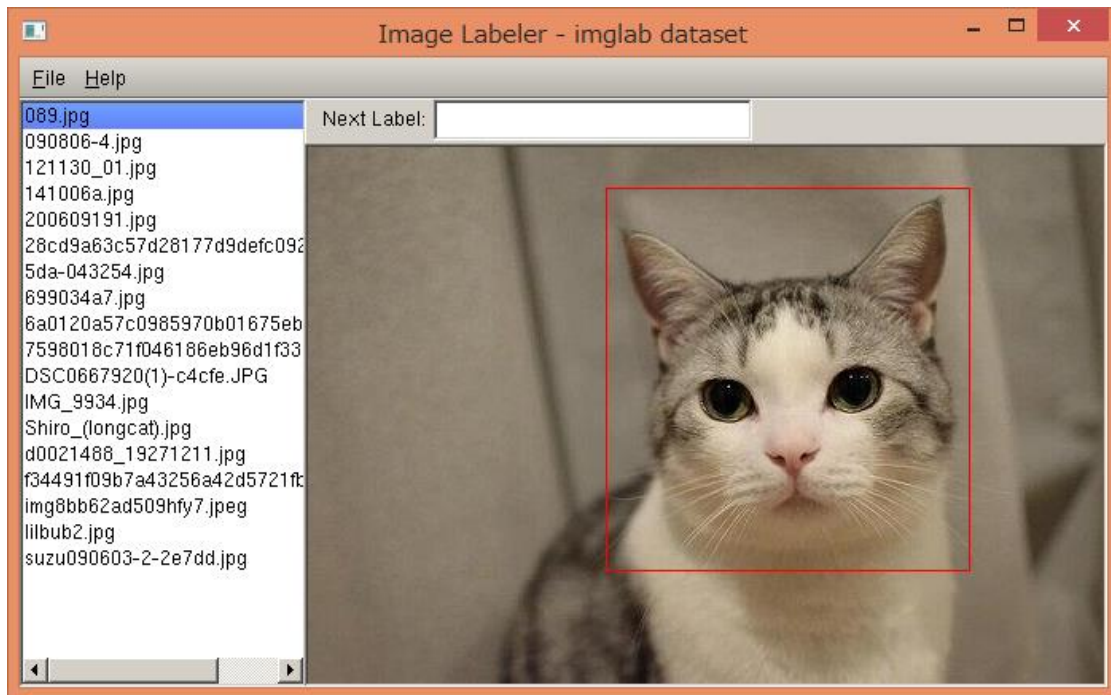 Image Labeler - imglab dataset
File Help
Next Label:
089.jpg
090806-4.jpg
121130_01.jpg
141006a.jpg
200609191.jpg
28cd9a63c57d28177d9defc092
5da-043254.jpg
699034a7.jpg
6a0120a57c0985970b01675eb
7598018c71f046186eb96d1f33
DSC0667920(1)-c4cfe.JPG
IMG_9934.jpg
Shiro_(longcat).jpg
d0021488_19271211.jpg
f34491f09b7a43256a42d5721fb
img8bb62ad509hfy7.jpeg
lilbub2.jpg
suzu090603-2-2e7dd.jpg